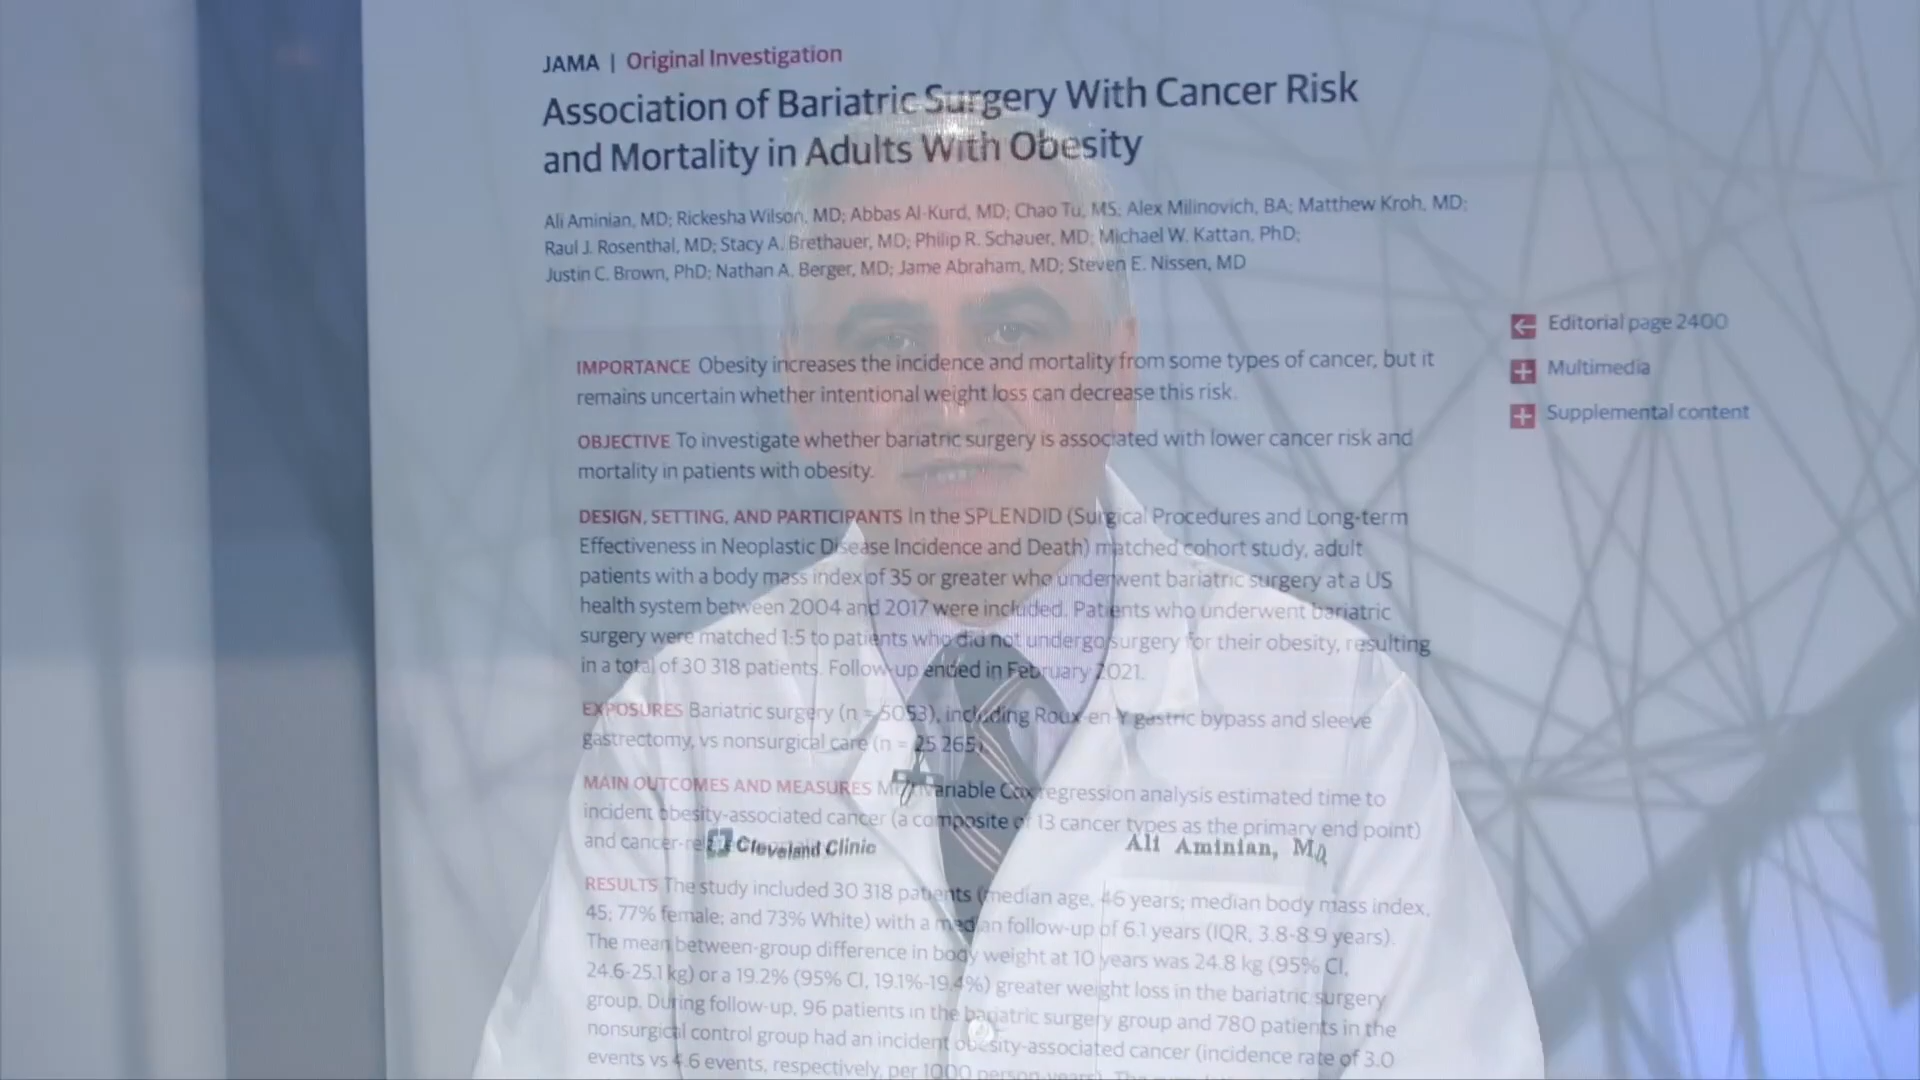 JAMA | Original Investigation
Association of Bariatric Surgery With Cancer Risk
and Mortality in Adults With Obesity
Ali Aminian, MD; Rickesha Wilson, MD; Abbas Al-Kurd, MD; Chao Tu, MS; Alex Milinovich, BA; Matthew Kroh, MD;
Raul J. Rosenthal, MD; Stacy A. Brethauer, MD; Philip R. Schauer, MD; Michael W. Kattan, PhD;
Justin C. Brown, PhD; Nathan A. Berger, MD; Jame Abraham, MD; Steven E. Nissen, MD
Editorial page 2400
Multimedia
Supplemental content
IMPORTANCE Obesity increases the incidence and mortality from some types of cancer, but it
remains uncertain whether intentional weight loss can decrease this risk.
OBJECTIVE To investigate whether bariatric surgery is associated with lower cancer risk and
mortality in patients with obesity.
DESIGN, SETTING, AND PARTICIPANTS In the SPLENDID (Surgical Procedures and Long-term
Effectiveness in Neoplastic Disease Incidence and Death) matched cohort study, adult
patients with a body mass index of 35 or greater who underwent bariatric surgery at a US
health system between 2004 and 2017 were included. Patients who underwent bariatric
surgery were matched 1:5 to patients who did not undergo surgery for their obesity, resulting
in a total of 30 318 patients. Follow-up ended in February 2021.
EXPOSURES Bariatric surgery (n = 5053), including Roux-en-Y gastric bypass and sleeve
gastrectomy, vs nonsurgical care (n = 25 265).
MAIN OUTCOMES AND MEASURES Multivariable Cox regression analysis estimated time to
incident obesity-associated cancer (a composite of 13 cancer types as the primary end point)
and cancer-re
Cleveland Clinic
Ali Aminian, MD
RESULTS The study included 30 318 patients (median age, 46 years; median body mass index,
45; 77% female; and 73% White) with a median follow-up of 6.1 years (IQR, 3.8-8.9 years).
The mean between-group difference in body weight at 10 years was 24.8 kg (95% CI,
24.6-25.1 kg) or a 19.2% (95% CI, 19.1%-19.4%) greater weight loss in the bariatric surgery
group. During follow-up, 96 patients in the bariatric surgery group and 780 patients in the
nonsurgical control group had an incident obesity-associated cancer (incidence rate of 3.0
events vs 4.6 events, respectively, per 1000 person-years). The